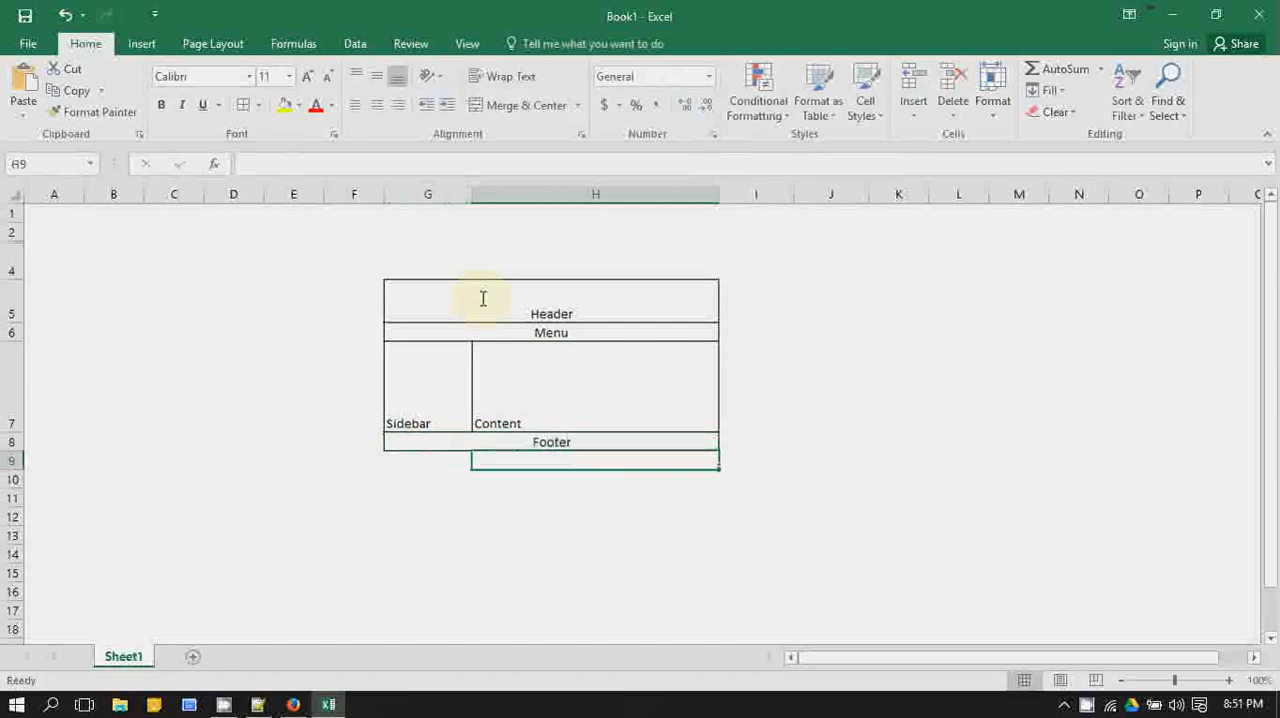 Book1 - Excel
File Home Insert Page Layout Formulas Data Review View Tell me what you want to do Sign in Share
Paste Cut Copy Format Painter Clipboard
Calibri 11 B I U A Font
Wrap Text Merge & Center Alignment
General $ % , Number
Conditional Formatting Format as Table Cell Styles Styles
Insert Delete Format Cells
AutoSum Fill Clear Sort & Filter Find & Select Editing
H9 fx
A B C D E F G H I J K L M N O P
1
2
4
5 Header
6 Menu
7 Sidebar Content
8 Footer
9
10
11
12
13
14
15
16
17
18
Sheet1
Ready 100%
8:51 PM